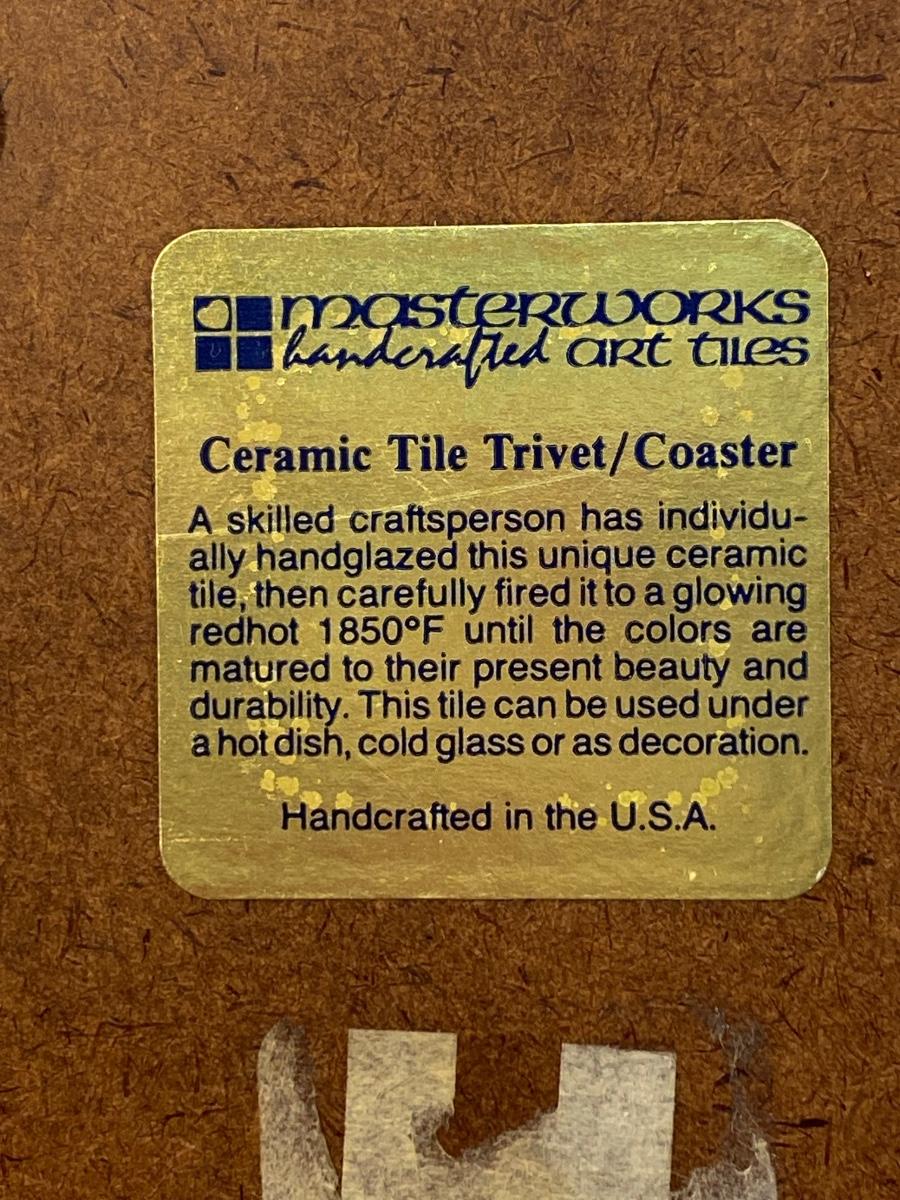 masterworks
handcrafted art tiles
Ceramic Tile Trivet/Coaster
A skilled craftsperson has individu-
ally handglazed this unique ceramic
tile, then carefully fired it to a glowing
redhot 1850°F until the colors are
matured to their present beauty and
durability. This tile can be used under
a hot dish, cold glass or as decoration.
Handcrafted in the U.S.A.